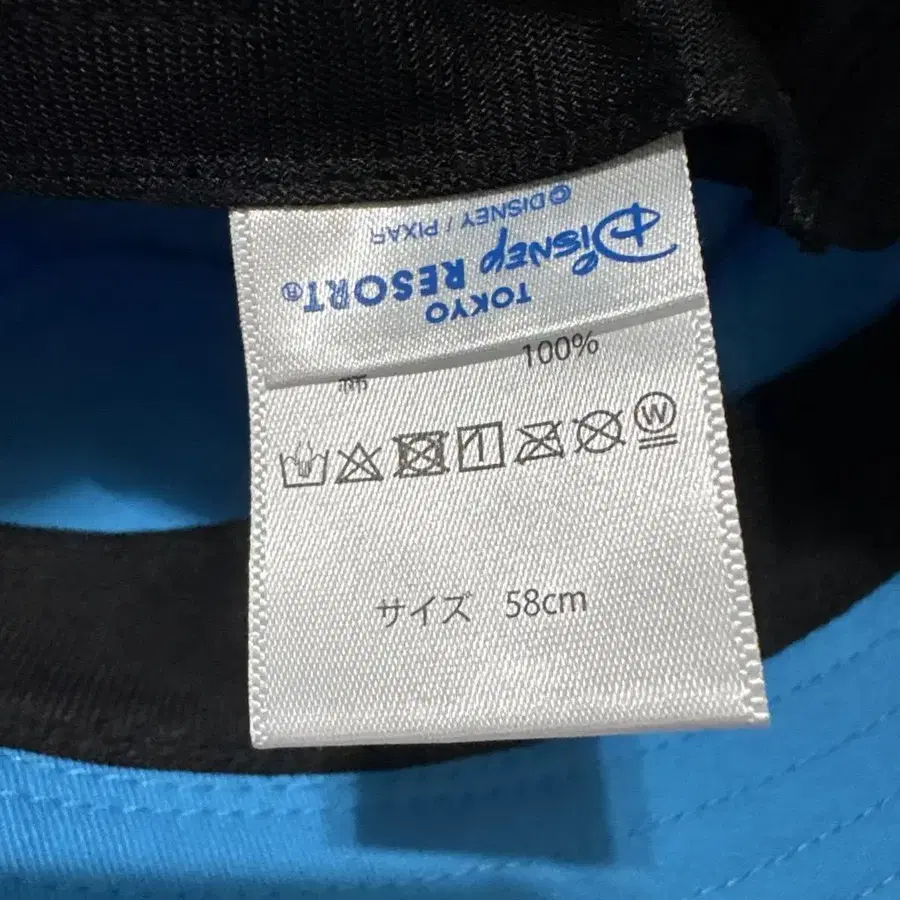 TOKYO
Disney RESORT®
©DISNEY / PIXAR
100%
W
サイズ 58cm